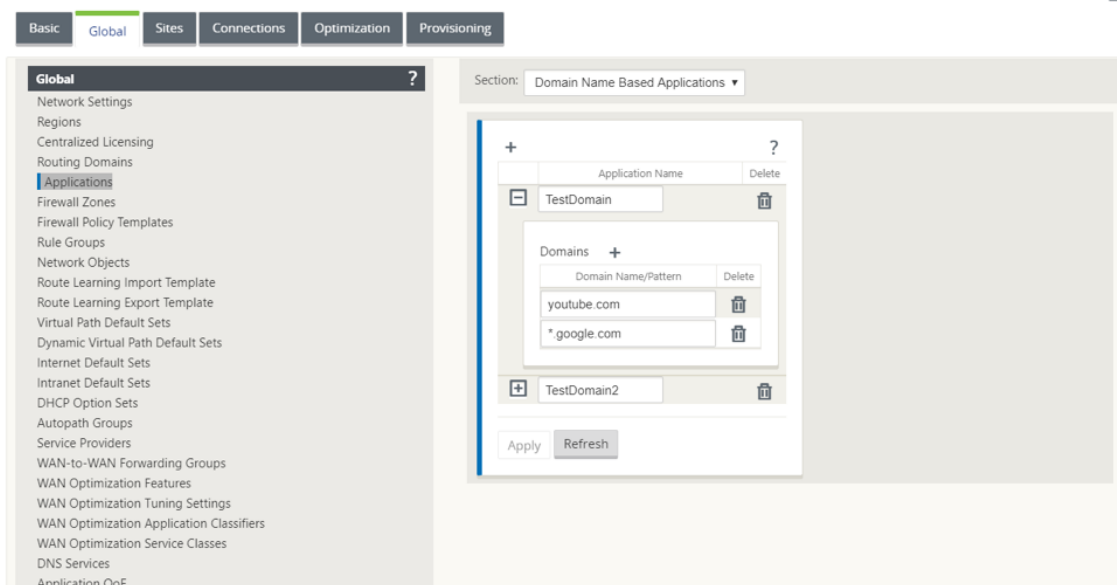 Basic Global Sites Connections Optimization Provisioning
Global ?
Network Settings
Regions
Centralized Licensing
Routing Domains
Applications
Firewall Zones
Firewall Policy Templates
Rule Groups
Network Objects
Route Learning Import Template
Route Learning Export Template
Virtual Path Default Sets
Dynamic Virtual Path Default Sets
Internet Default Sets
Intranet Default Sets
DHCP Option Sets
Autopath Groups
Service Providers
WAN-to-WAN Forwarding Groups
WAN Optimization Features
WAN Optimization Tuning Settings
WAN Optimization Application Classifiers
WAN Optimization Service Classes
DNS Services
Application QoE
Section: Domain Name Based Applications ▼
+ ?
Application Name Delete
TestDomain
Domains +
Domain Name/Pattern Delete
youtube.com
*.google.com
TestDomain2
Apply Refresh